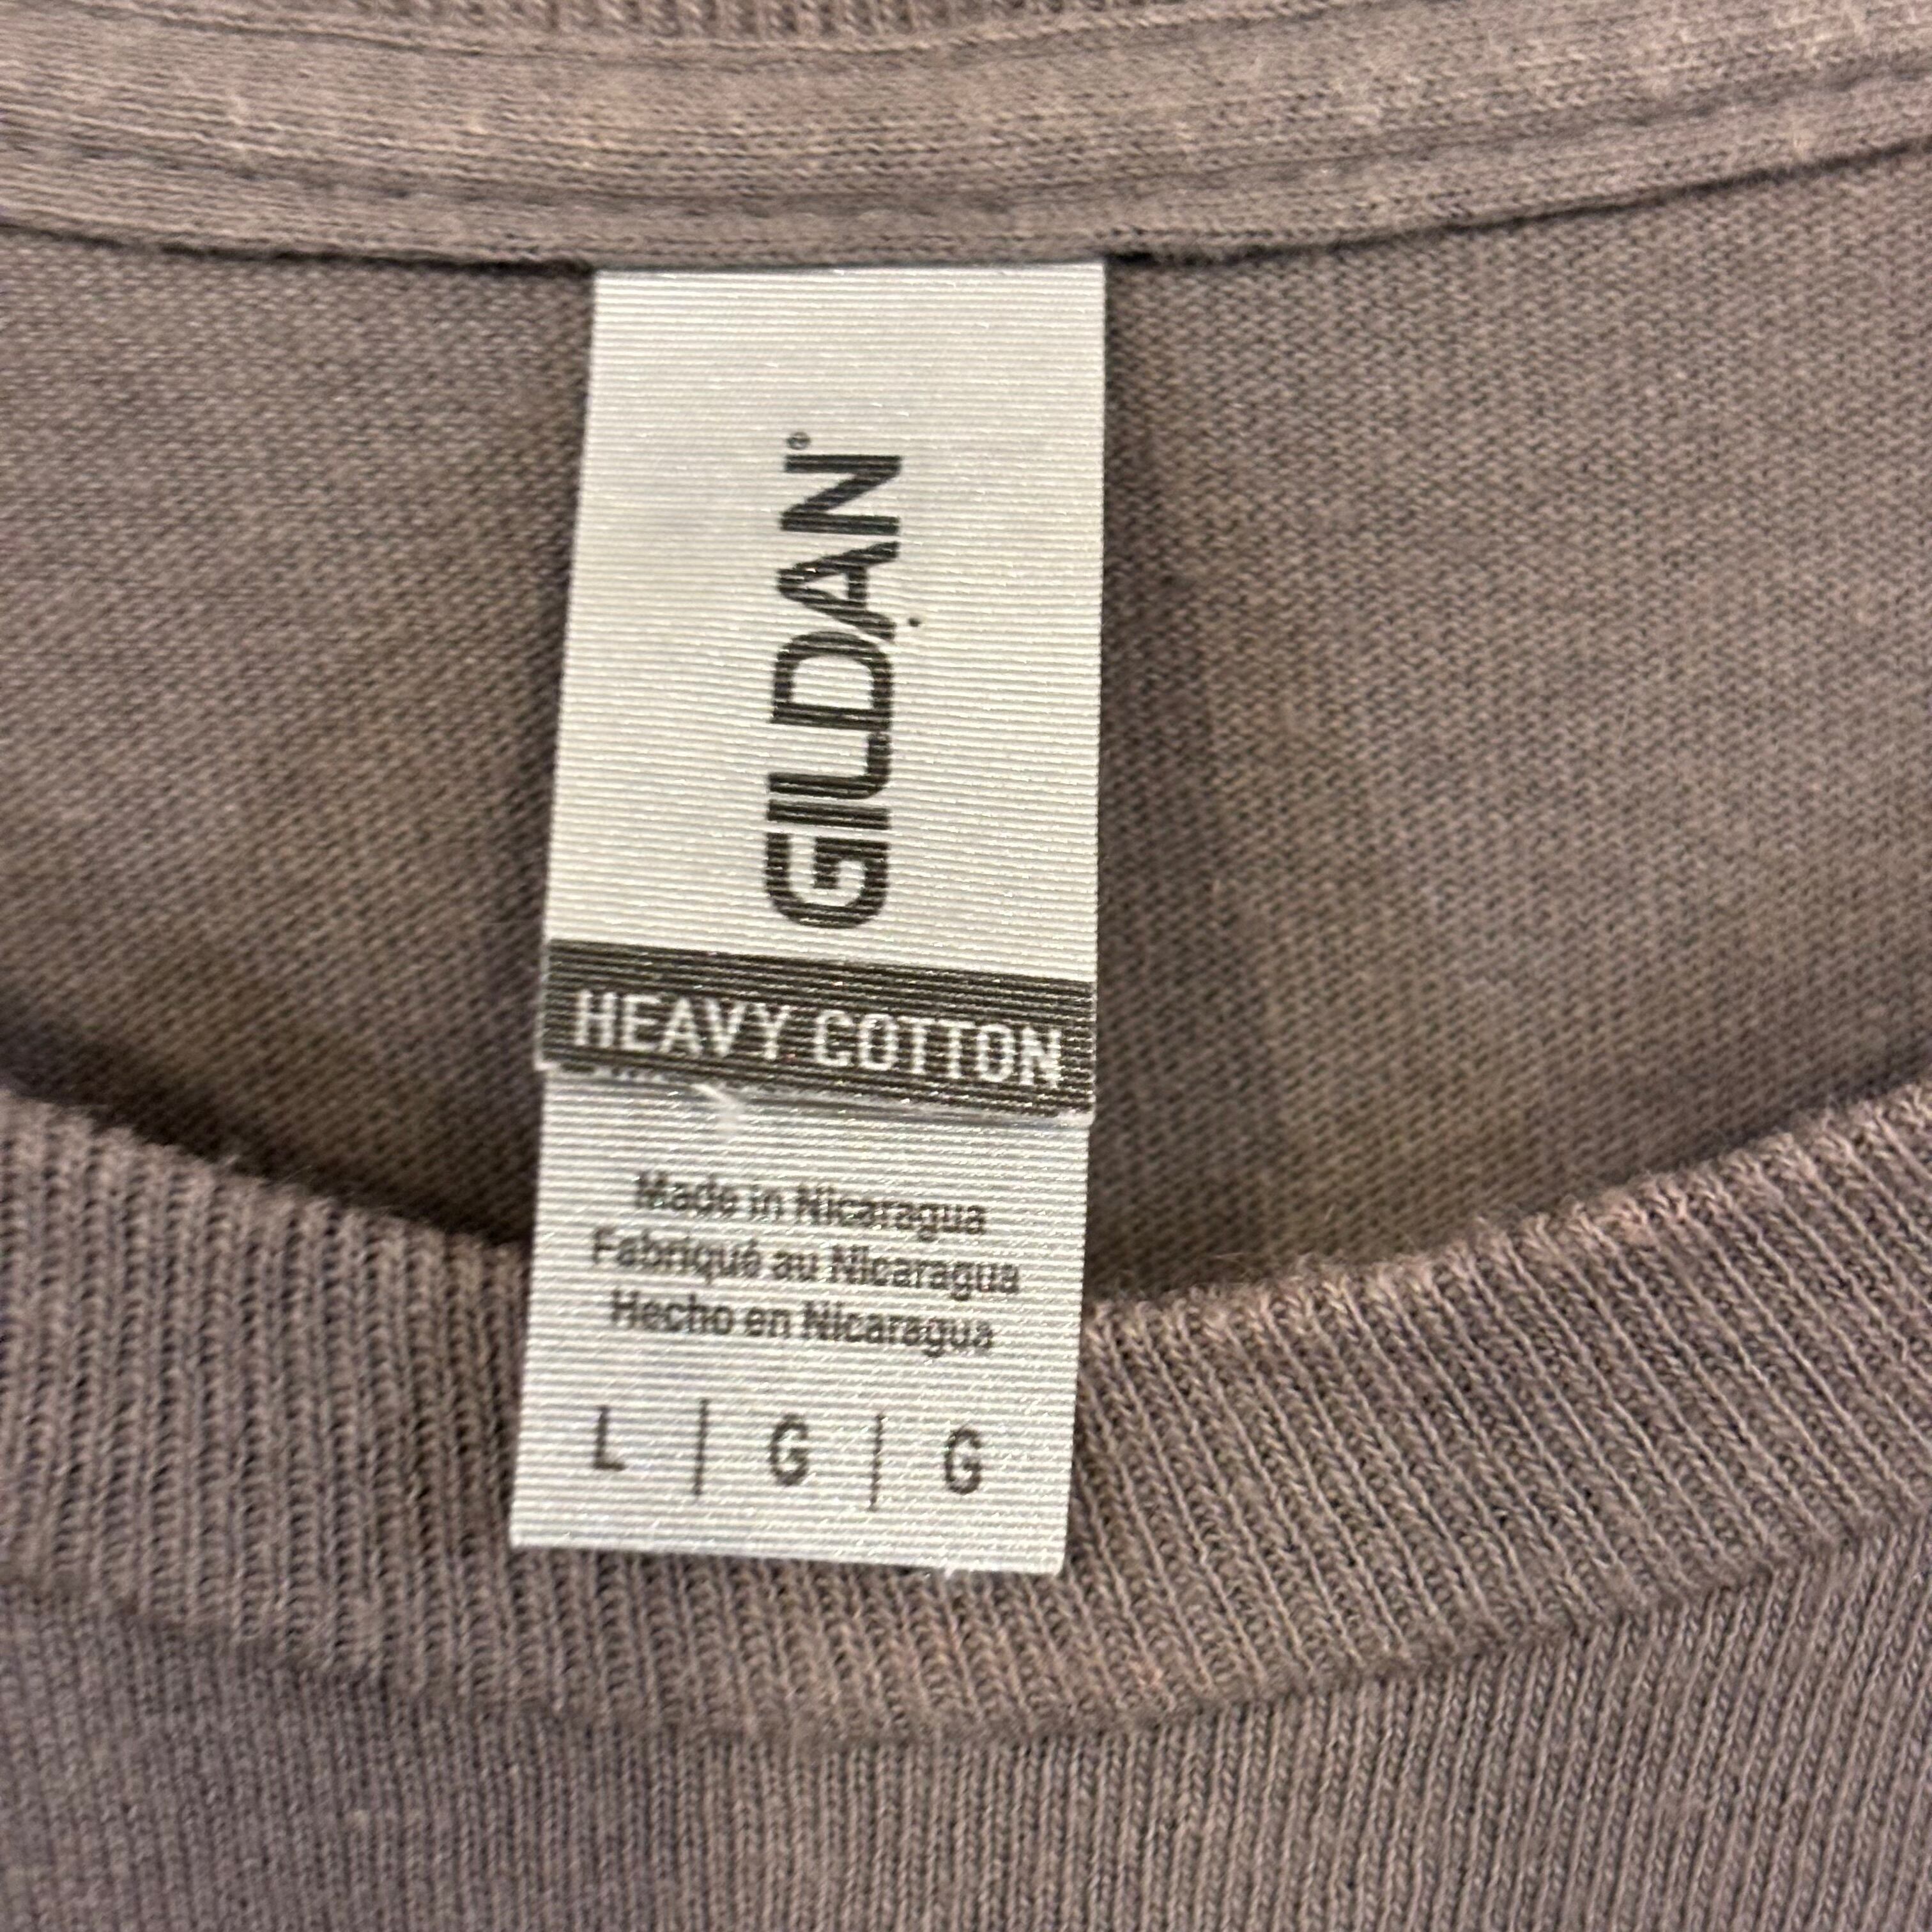 GILDAN®
HEAVY COTTON
Made in Nicaragua
Fabriqué au Nicaragua
Hecho en Nicaragua
L | G | G